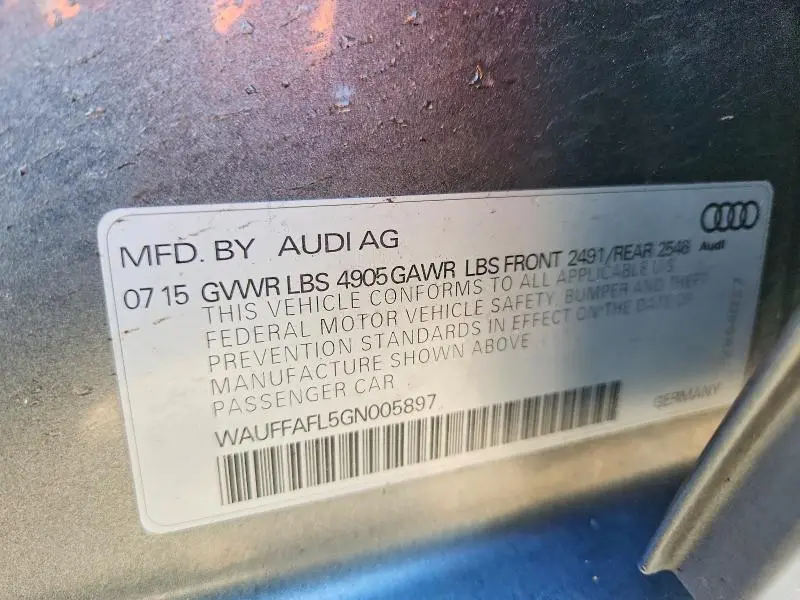 MFD. BY AUDI AG
Audi
07 15 GVWR LBS 4905 GAWR LBS FRONT 2491/REAR 2548
THIS VEHICLE CONFORMS TO ALL APPLICABLE U.S.
FEDERAL MOTOR VEHICLE SAFETY, BUMPER AND THEFT
PREVENTION STANDARDS IN EFFECT ON THE DATE OF
MANUFACTURE SHOWN ABOVE
PASSENGER CAR
WAUFFAFL5GN005897
GERMANY